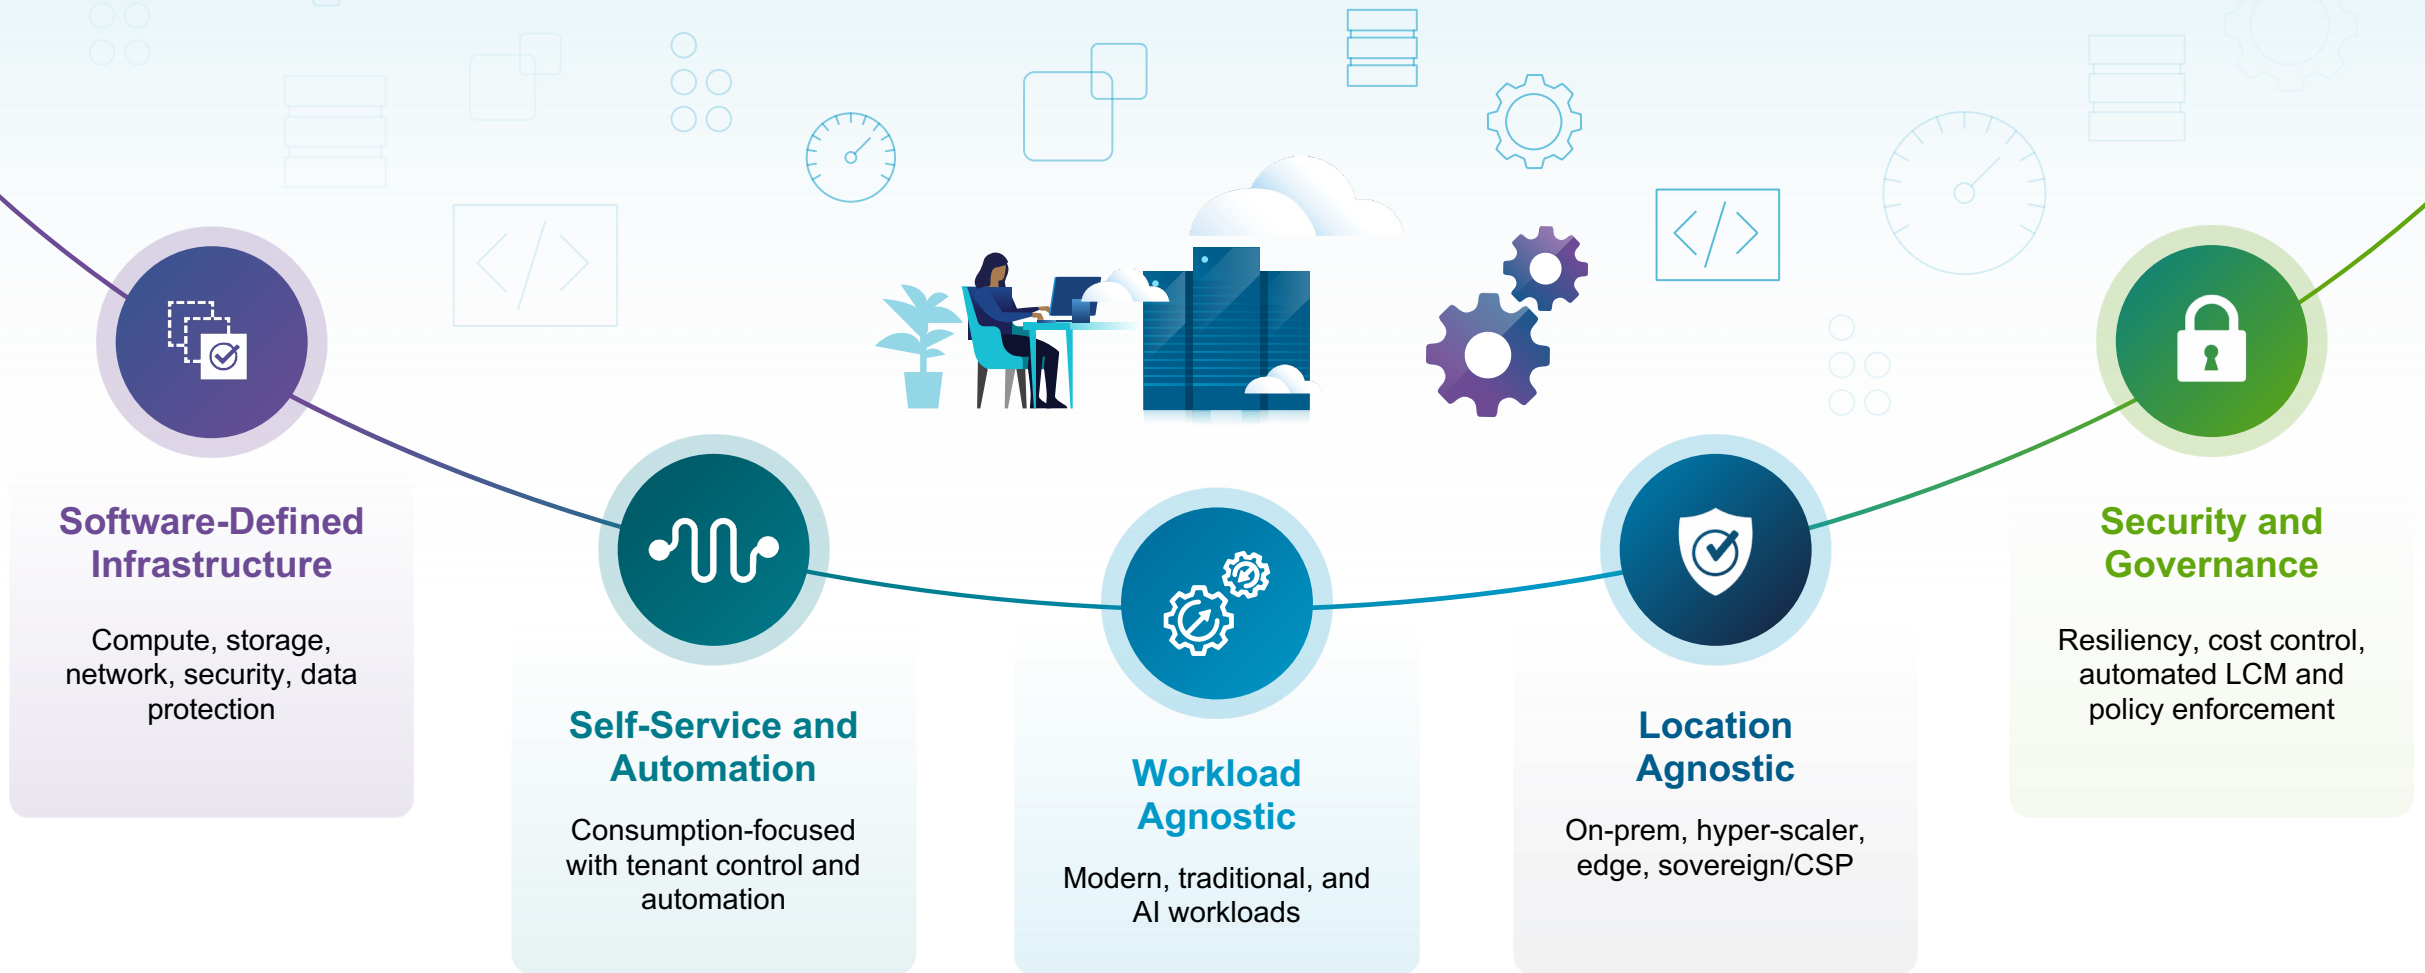 Software-Defined
Infrastructure
Compute, storage,
network, security, data
protection
Self-Service and
Automation
Consumption-focused
with tenant control and
automation
Workload
Agnostic
Modern, traditional, and
AI workloads
Location
Agnostic
On-prem, hyper-scaler,
edge, sovereign/CSP
Security and
Governance
Resiliency, cost control,
automated LCM and
policy enforcement